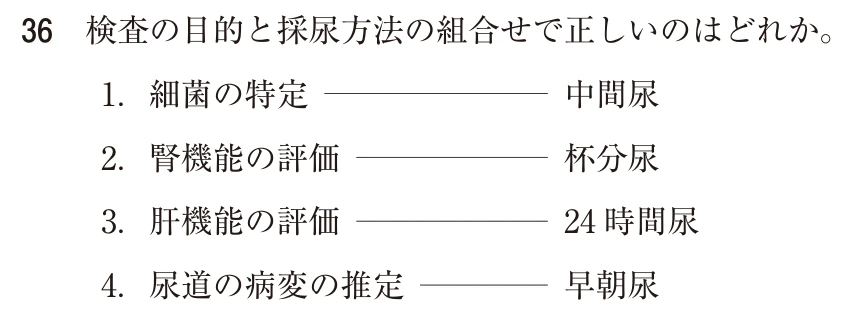 36 検査の目的と採尿方法の組合せで正しいのはどれか。
1. 細菌の特定 ――――――― 中間尿
2. 腎機能の評価 ―――――― 杯分尿
3. 肝機能の評価 ―――――― 24時間尿
4. 尿道の病変の推定 ―――― 早朝尿